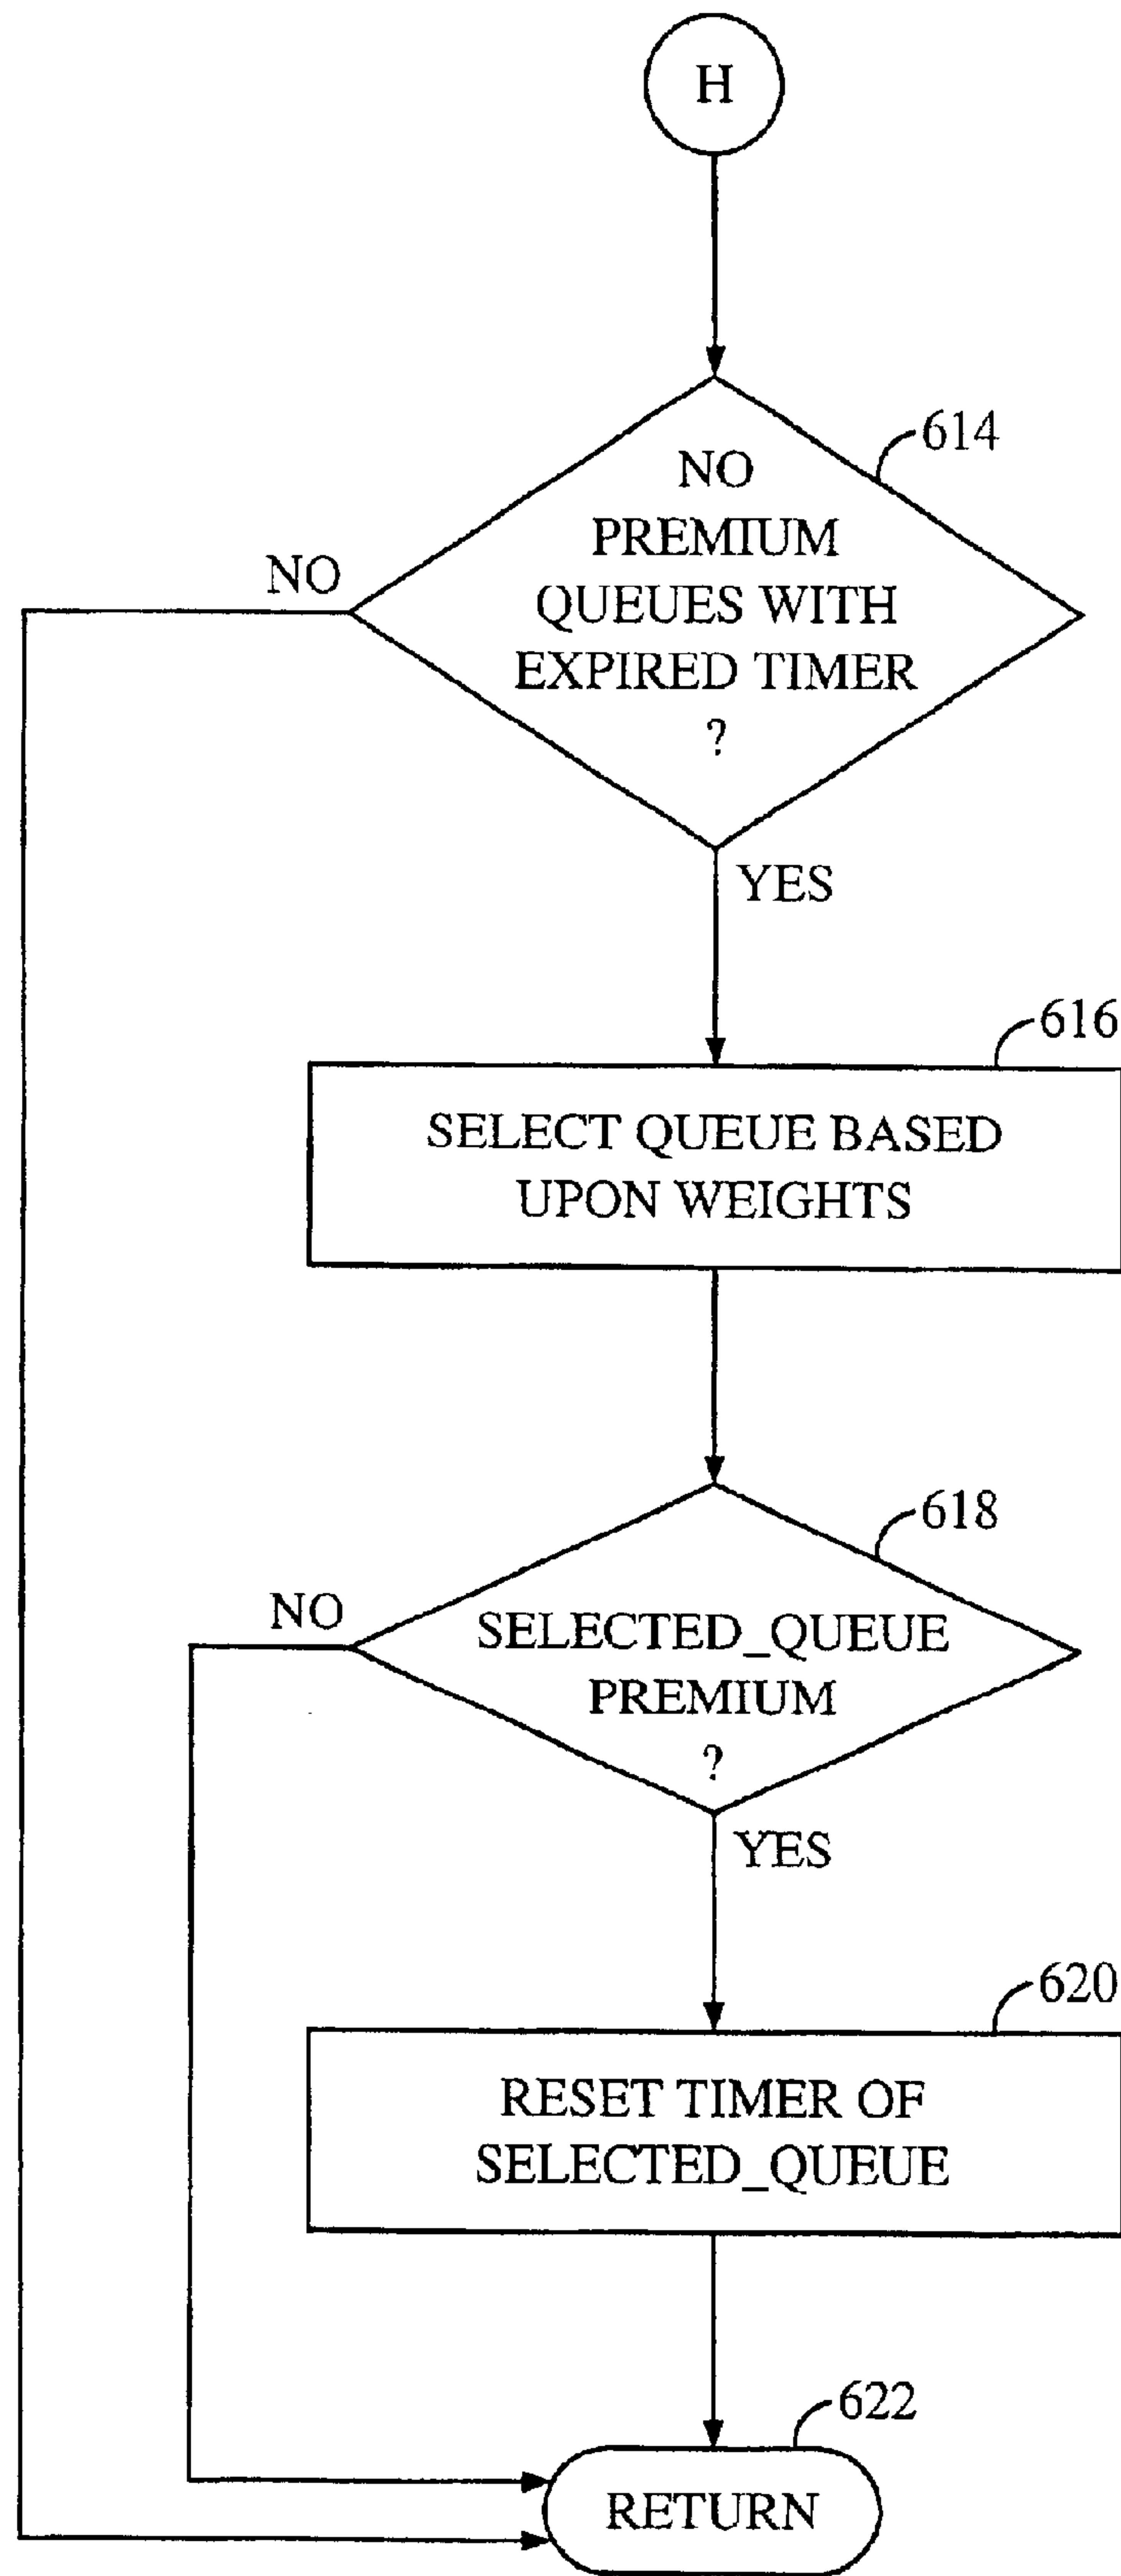 H
614
NO
PREMIUM
QUEUES WITH
EXPIRED TIMER
?
NO
YES
616
SELECT QUEUE BASED
UPON WEIGHTS
618
NO
SELECTED_QUEUE
PREMIUM
?
YES
620
RESET TIMER OF
SELECTED_QUEUE
622
RETURN